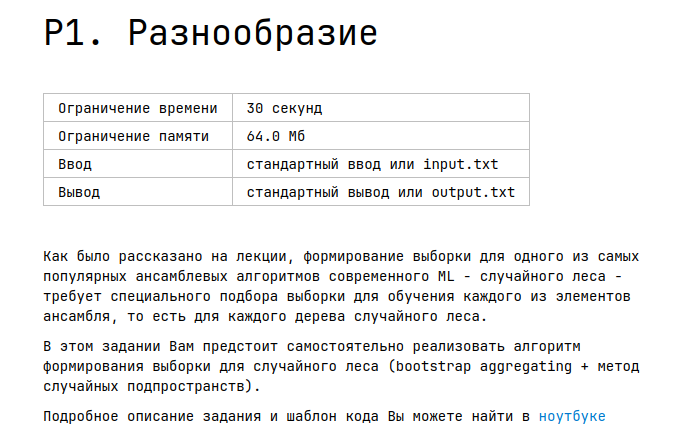 P1. Разнообразие
Ограничение времени 30 секунд
Ограничение памяти 64.0 Мб
Ввод стандартный ввод или input.txt
Вывод стандартный вывод или output.txt
Как было рассказано на лекции, формирование выборки для одного из самых
популярных ансамблевых алгоритмов современного ML - случайного леса -
требует специального подбора выборки для обучения каждого из элементов
ансамбля, то есть для каждого дерева случайного леса.
В этом задании Вам предстоит самостоятельно реализовать алгоритм
формирования выборки для случайного леса (bootstrap aggregating + метод
случайных подпространств).
Подробное описание задания и шаблон кода Вы можете найти в ноутбуке